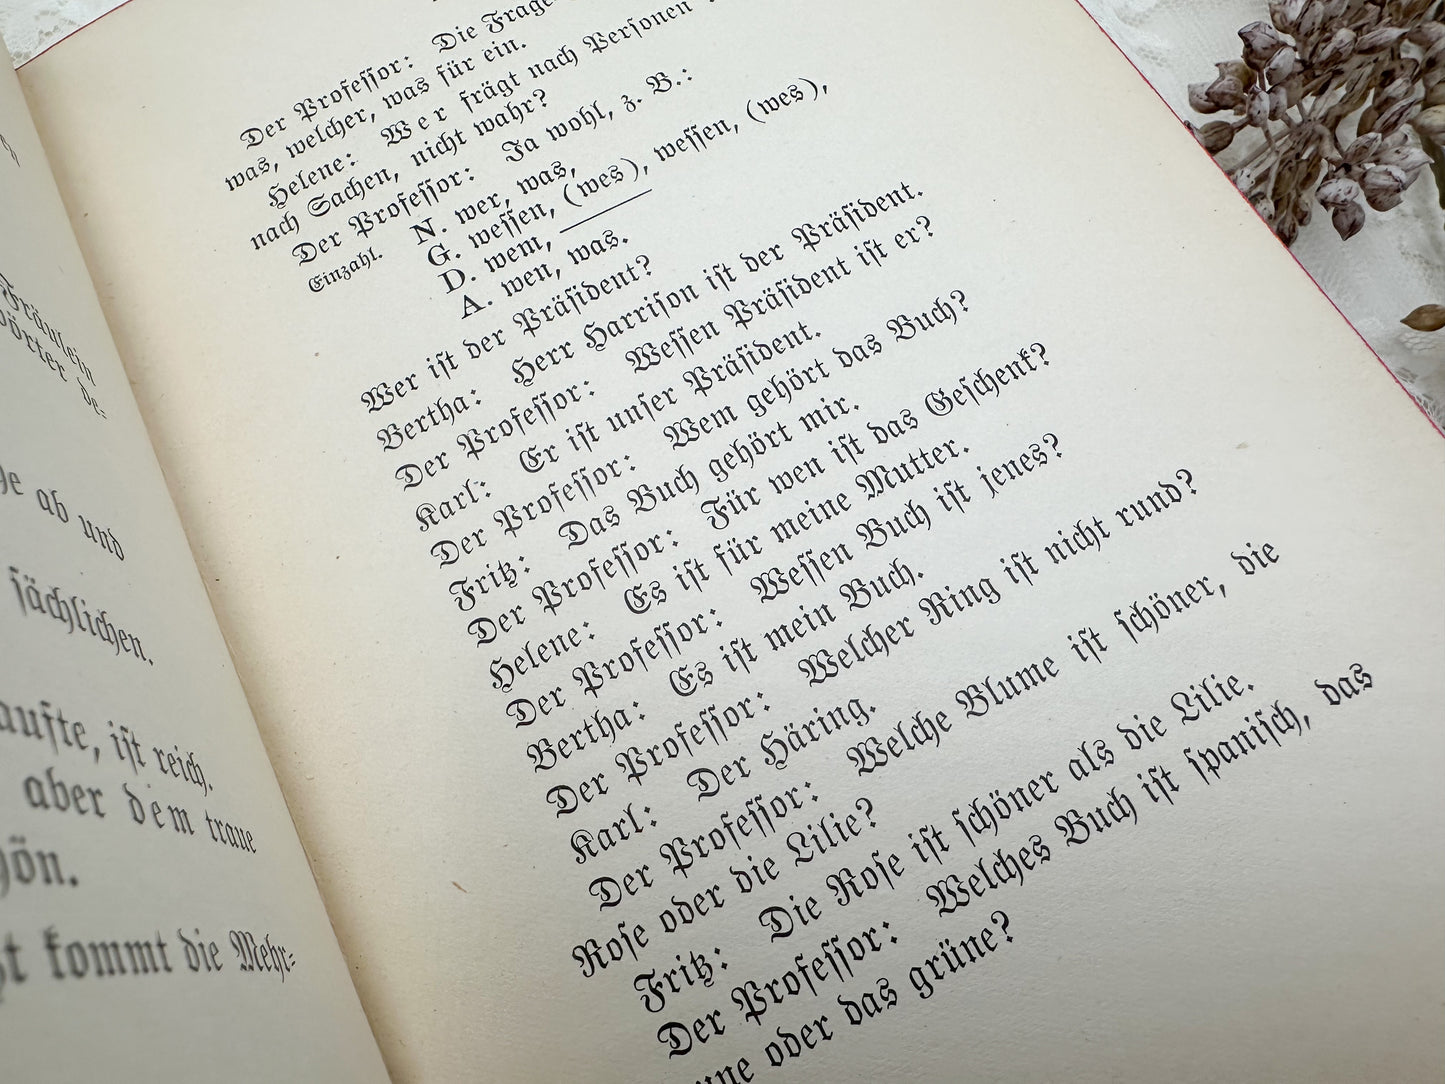 en
Fräulein
wörter de=
ab und
sächlichen.
aufte, ist reich.
aber dem traue
kommt die Mehr=
Der Professor: Die Frage
was, welcher, was für ein.
Helene: Wer frägt nach Personen
nach Sachen, nicht wahr?
Der Professor: Ja wohl, z. B.:
Einzahl. N. wer, was,
G. wessen, (wes), wessen, (wes),
D. wem, ———
A. wen, was.
Wer ist der Präsident?
Bertha: Herr Harrison ist der Präsident.
Der Professor: Wessen Präsident ist er?
Karl: Er ist unser Präsident.
Der Professor: Wem gehört das Buch?
Fritz: Das Buch gehört mir.
Der Professor: Für wen ist das Geschenk?
Helene: Es ist für meine Mutter.
Der Professor: Wessen Buch ist jenes?
Bertha: Es ist mein Buch.
Der Professor: Welcher Ring ist nicht rund?
Karl: Der Häring.
Der Professor: Welche Blume ist schöner, die
Rose oder die Lilie?
Fritz: Die Rose ist schöner als die Lilie.
Der Professor: Welches Buch ist spanisch, das
oder das grüne?